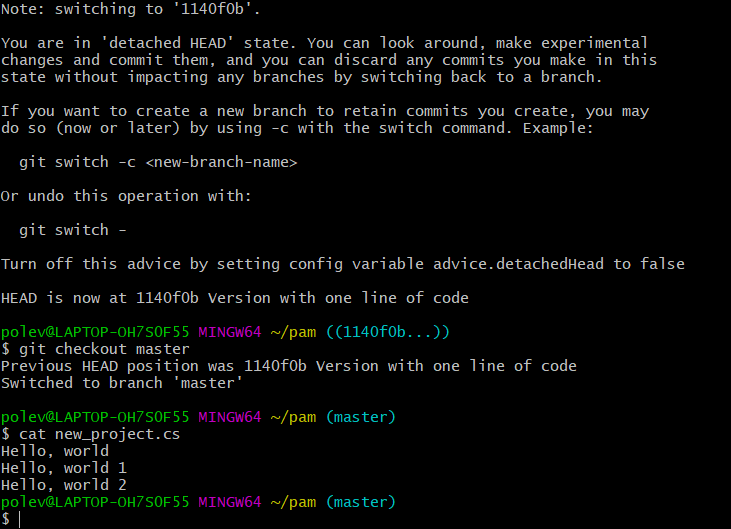 Note: switching to '1140f0b'.
You are in 'detached HEAD' state. You can look around, make experimental
changes and commit them, and you can discard any commits you make in this
state without impacting any branches by switching back to a branch.
If you want to create a new branch to retain commits you create, you may
do so (now or later) by using -c with the switch command. Example:
  git switch -c <new-branch-name>
Or undo this operation with:
  git switch -
Turn off this advice by setting config variable advice.detachedHead to false
HEAD is now at 1140f0b Version with one line of code
polev@LAPTOP-OH7S0F55 MINGW64 ~/pam ((1140f0b...))
$ git checkout master
Previous HEAD position was 1140f0b Version with one line of code
Switched to branch 'master'
polev@LAPTOP-OH7S0F55 MINGW64 ~/pam (master)
$ cat new_project.cs
Hello, world
Hello, world 1
Hello, world 2
polev@LAPTOP-OH7S0F55 MINGW64 ~/pam (master)
$